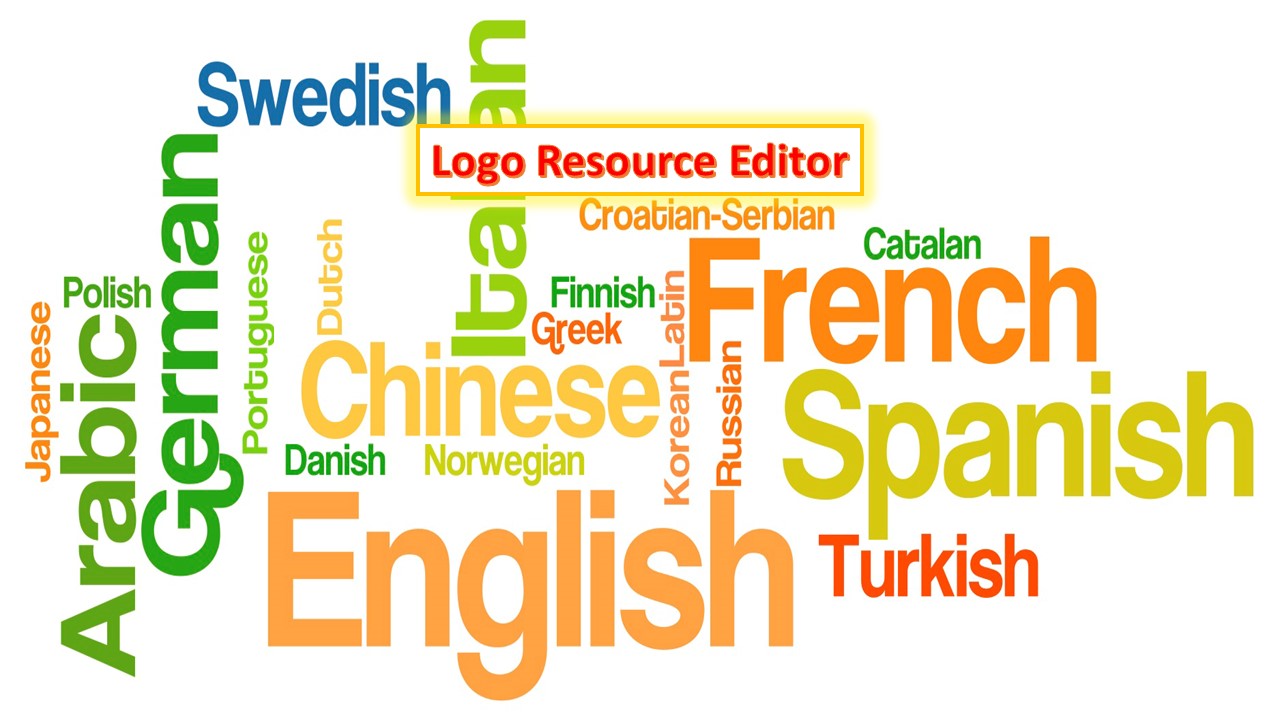 Swedish
Italian
Logo Resource Editor
German
Croatian-Serbian
Catalan
French
Portuguese
Dutch
Polish
Finnish
Latin
Japanese
Arabic
Greek
Chinese
Korean
Russian
Spanish
Danish
Norwegian
English
Turkish